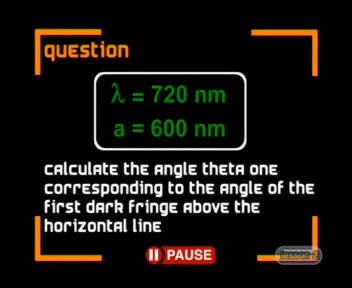 question
λ = 720 nm
a = 600 nm
calculate the angle theta one
corresponding to the angle of the
first dark fringe above the
horizontal line
PAUSE
lesson 2